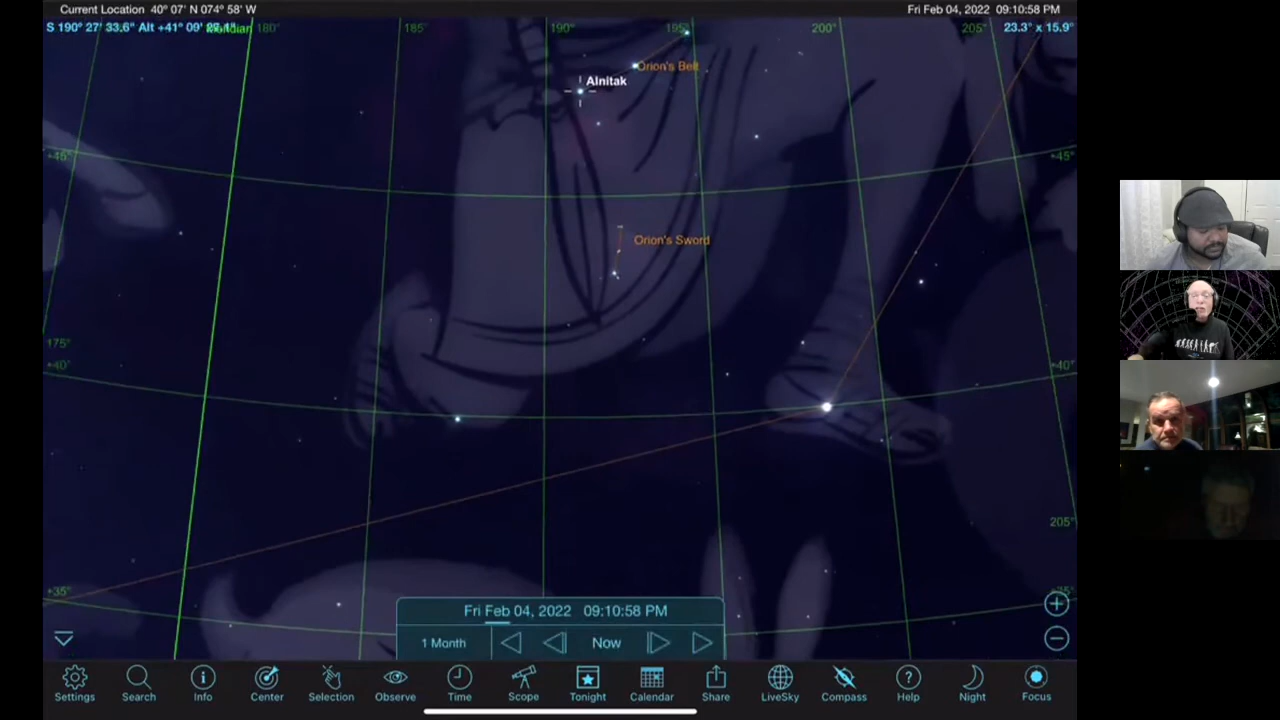 Current Location 40° 07' N 074° 58' W
Fri Feb 04, 2022 09:10:58 PM
S 190° 27' 33.6" Alt +41° 09'
Meridian 180°
185°
190°
195°
200°
205°
23.3° x 15.9°
Orion's Belt
Alnitak
+45°
+45°
Orion's Sword
175°
+40°
+40°
205°
+35°
Fri Feb 04, 2022 09:10:58 PM
1 Month
Now
Settings
Search
Info
Center
Selection
Observe
Time
Scope
Tonight
Calendar
Share
LiveSky
Compass
Help
Night
Focus